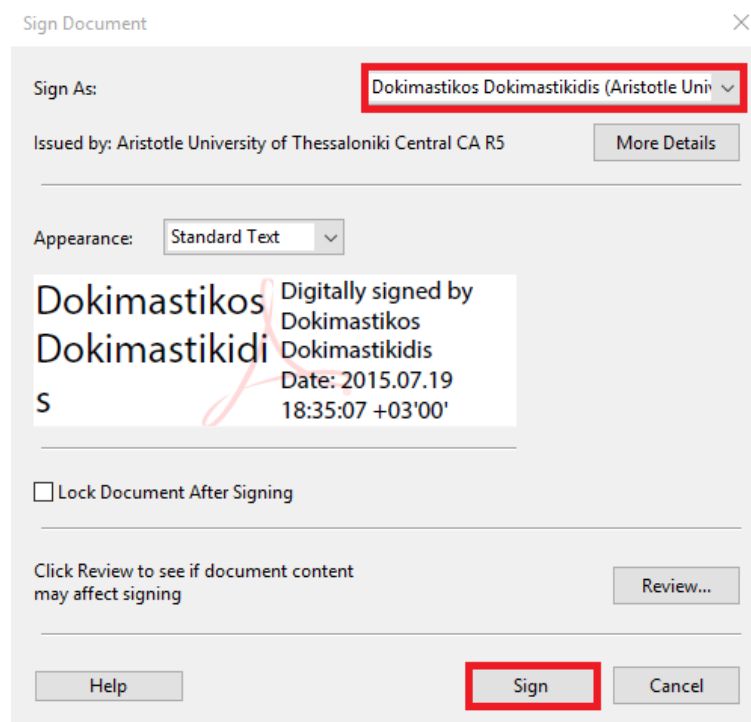 Sign Document
Sign As:
Dokimastikos Dokimastikidis (Aristotle Univ
Issued by: Aristotle University of Thessaloniki Central CA R5
More Details
Appearance:
Standard Text
Dokimastikos
Dokimastikidi
s
Digitally signed by
Dokimastikos
Dokimastikidis
Date: 2015.07.19
18:35:07 +03'00'
Lock Document After Signing
Click Review to see if document content
may affect signing
Review...
Help
Sign
Cancel